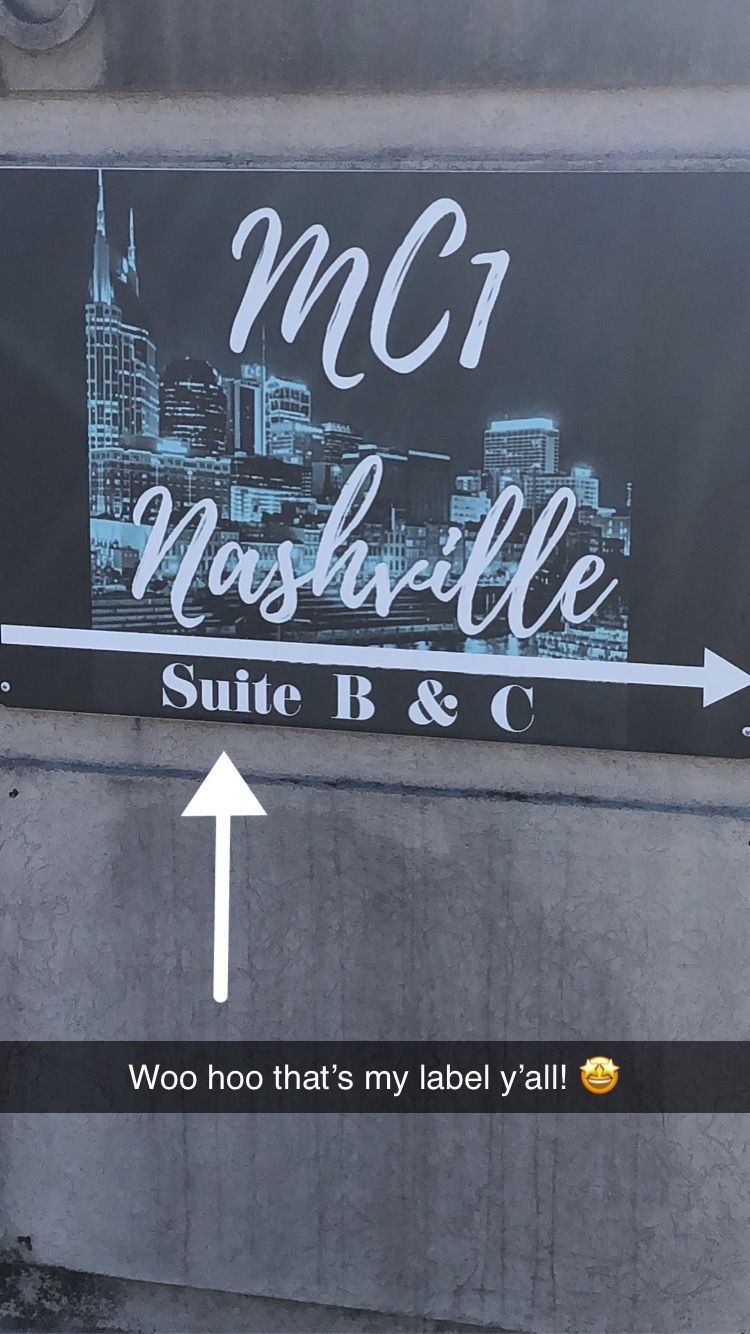 MC1
Nashville
Suite B & C
Woo hoo that’s my label y’all! 🤩